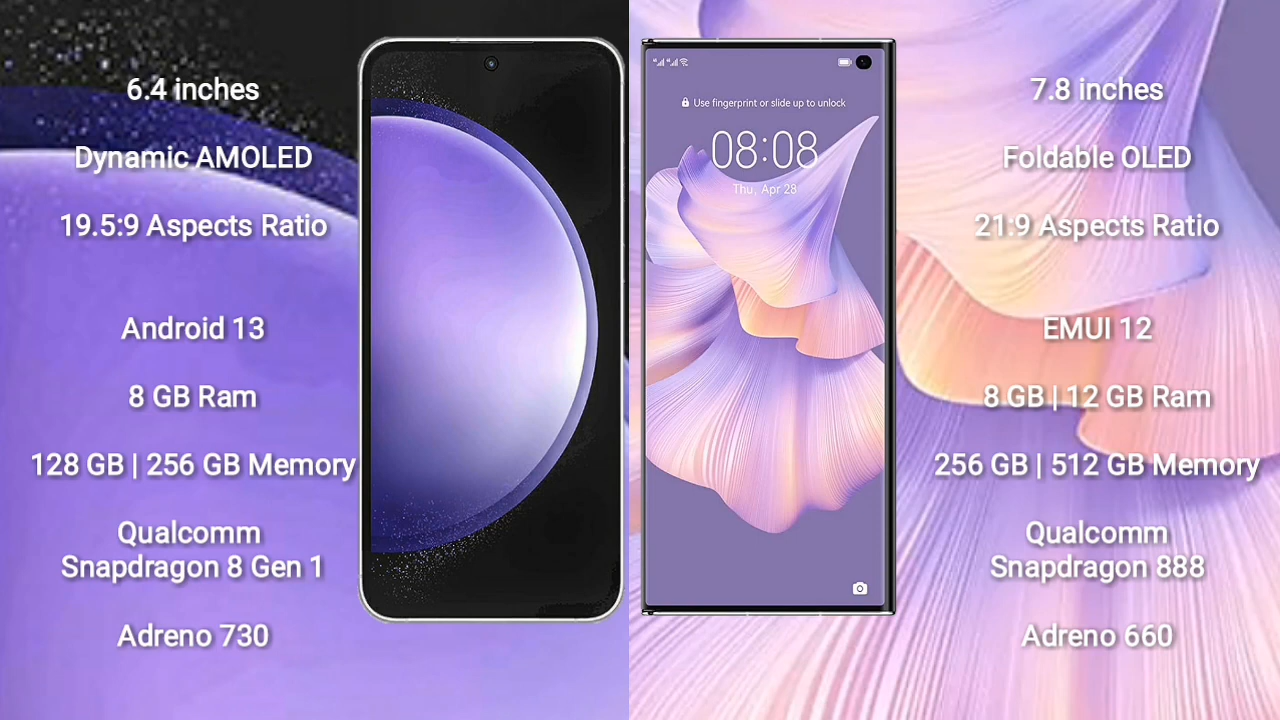 6.4 inches
Dynamic AMOLED
19.5:9 Aspects Ratio
Android 13
8 GB Ram
128 GB | 256 GB Memory
Qualcomm
Snapdragon 8 Gen 1
Adreno 730
Use fingerprint or slide up to unlock
08:08
Thu, Apr 28
7.8 inches
Foldable OLED
21:9 Aspects Ratio
EMUI 12
8 GB | 12 GB Ram
256 GB | 512 GB Memory
Qualcomm
Snapdragon 888
Adreno 660